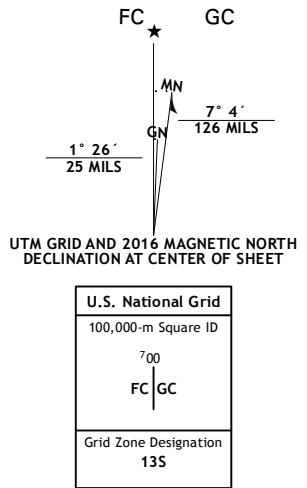 FC GC
★
MN
GN
7° 4´
126 MILS
1° 26´
25 MILS
UTM GRID AND 2016 MAGNETIC NORTH
DECLINATION AT CENTER OF SHEET
U.S. National Grid
100,000-m Square ID
⁷00
FC GC
Grid Zone Designation
13S